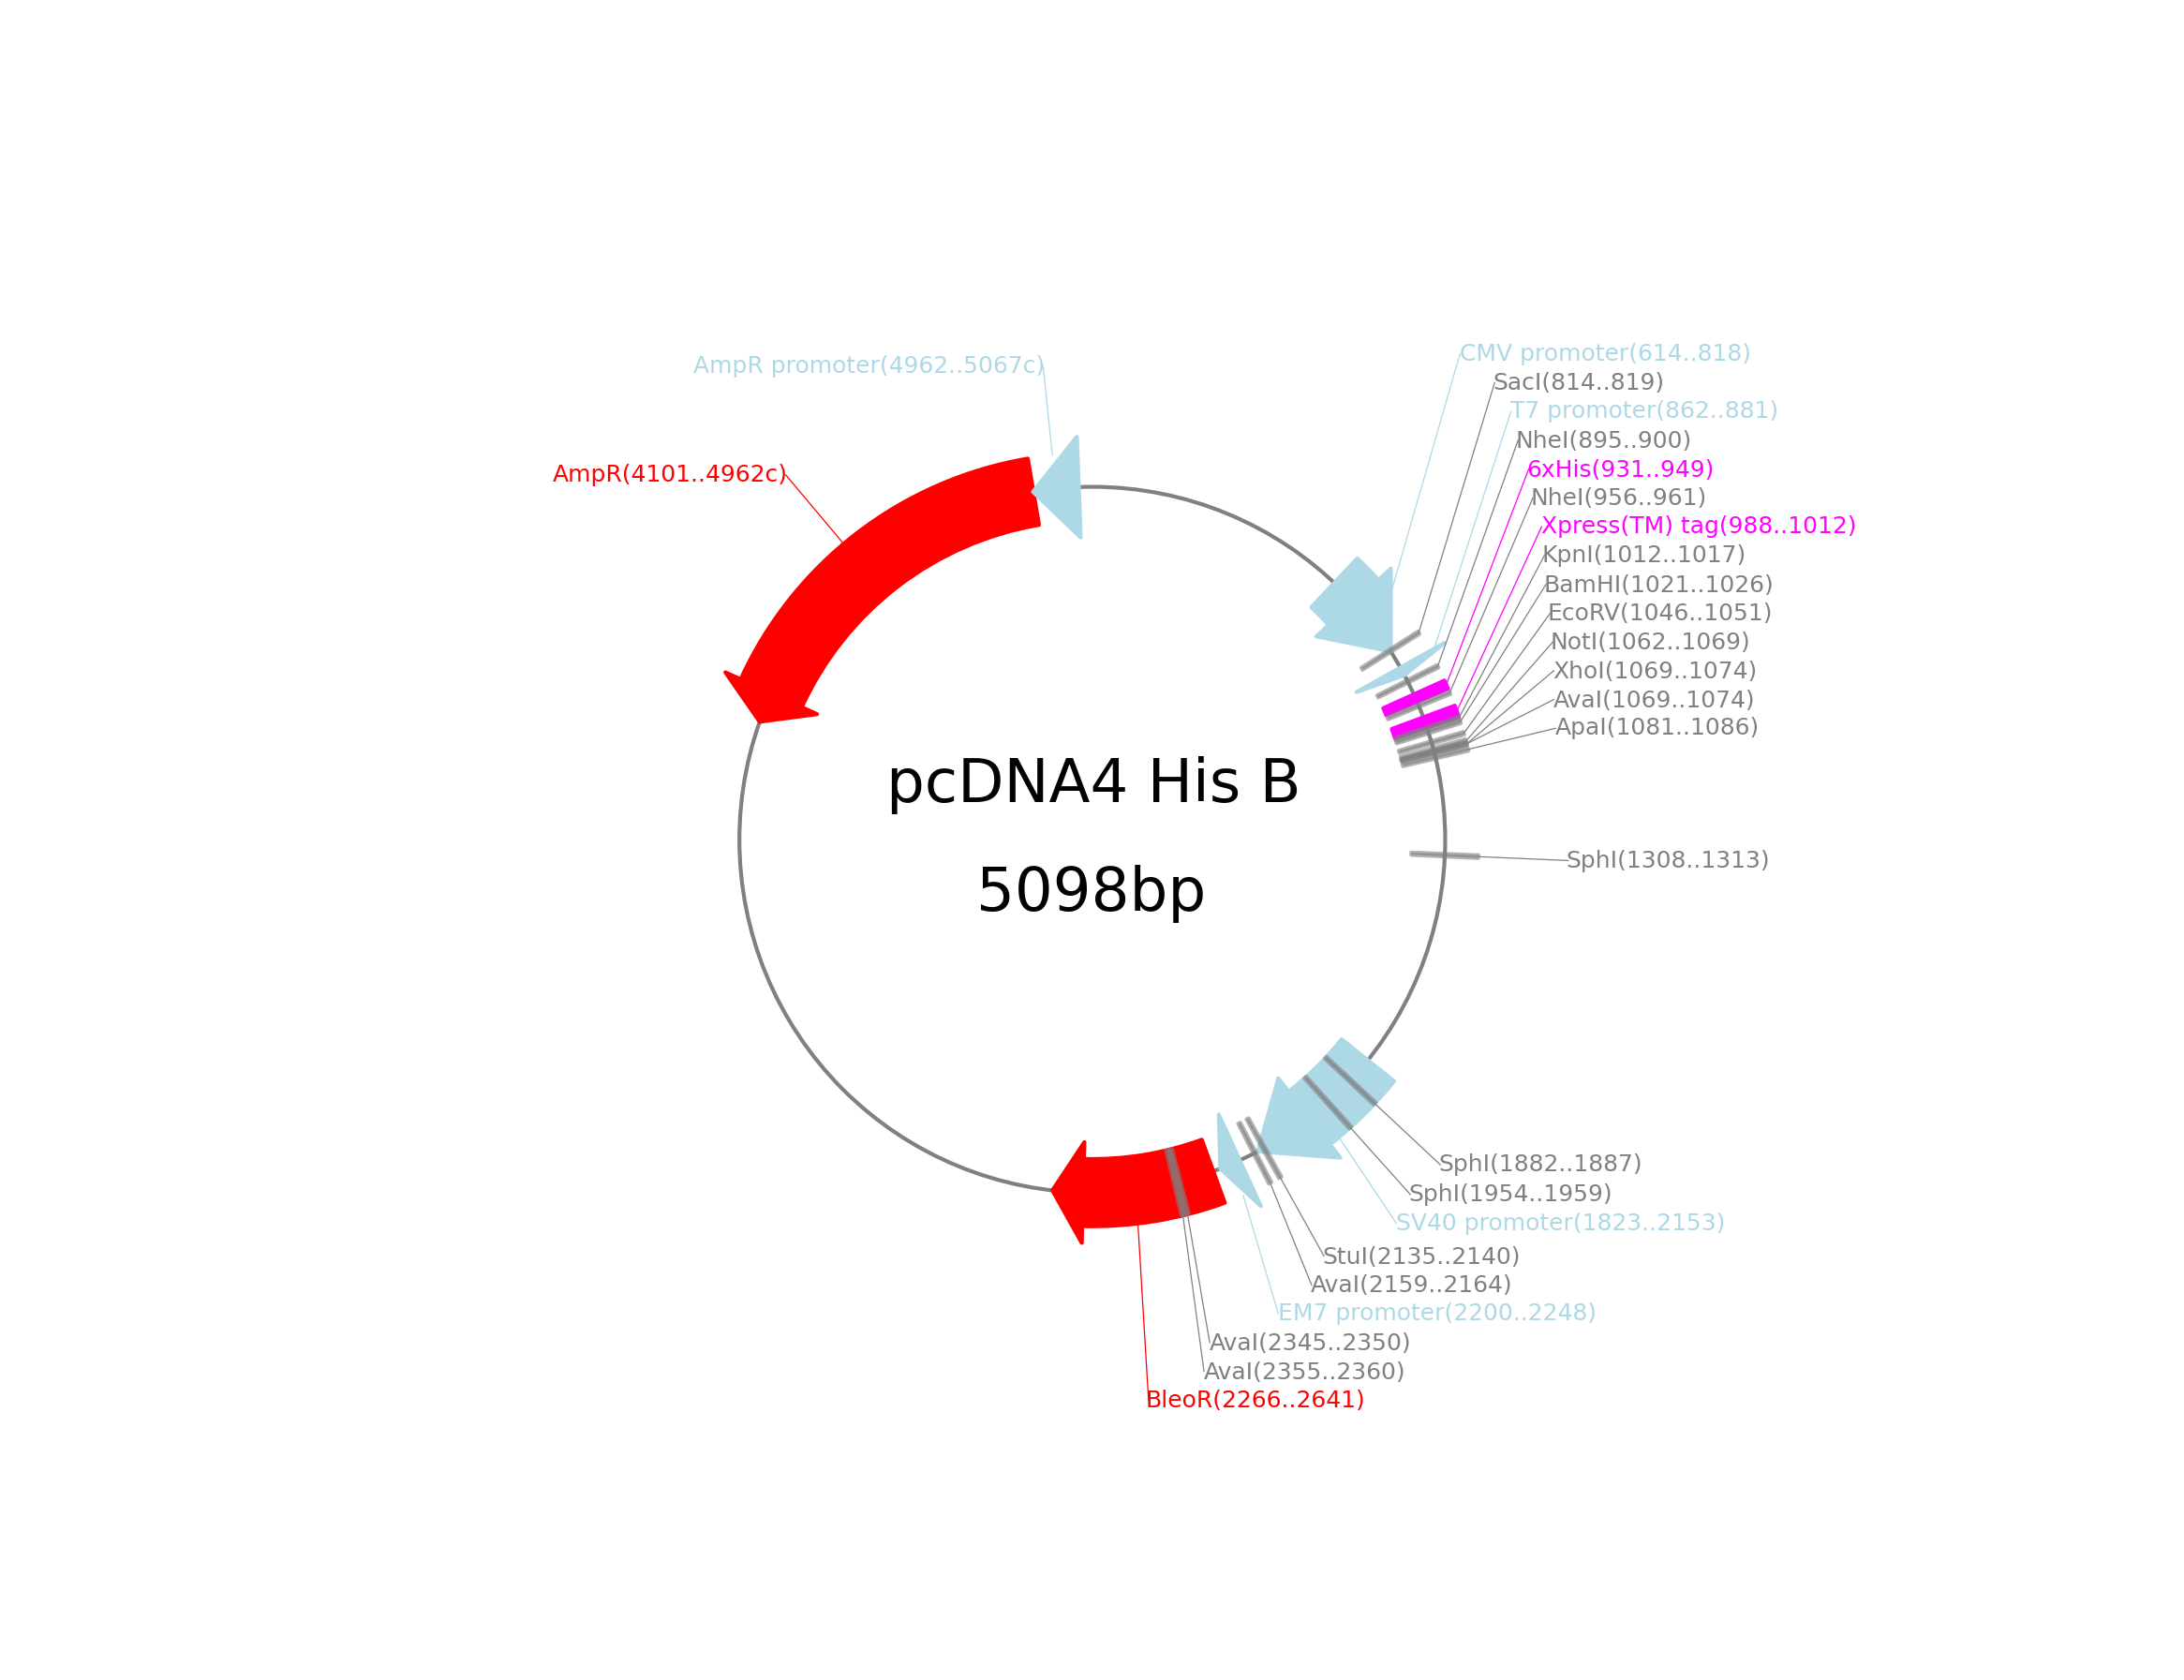 CMV promoter(614..818)
AmpR promoter(4962..5067c)
SacI(814..819)
T7 promoter(862..881)
NheI(895..900)
6xHis(931..949)
AmpR(4101..4962c)
NheI(956..961)
Xpress(TM) tag(988..1012)
KpnI(1012..1017)
BamHI(1021..1026)
EcoRV(1046..1051)
NotI(1062..1069)
XhoI(1069..1074)
AvaI(1069..1074)
ApaI(1081..1086)
pcDNA4 His B
5098bp
SphI(1308..1313)
SphI(1882..1887)
SphI(1954..1959)
SV40 promoter(1823..2153)
StuI(2135..2140)
AvaI(2159..2164)
EM7 promoter(2200..2248)
AvaI(2345..2350)
AvaI(2355..2360)
BleoR(2266..2641)